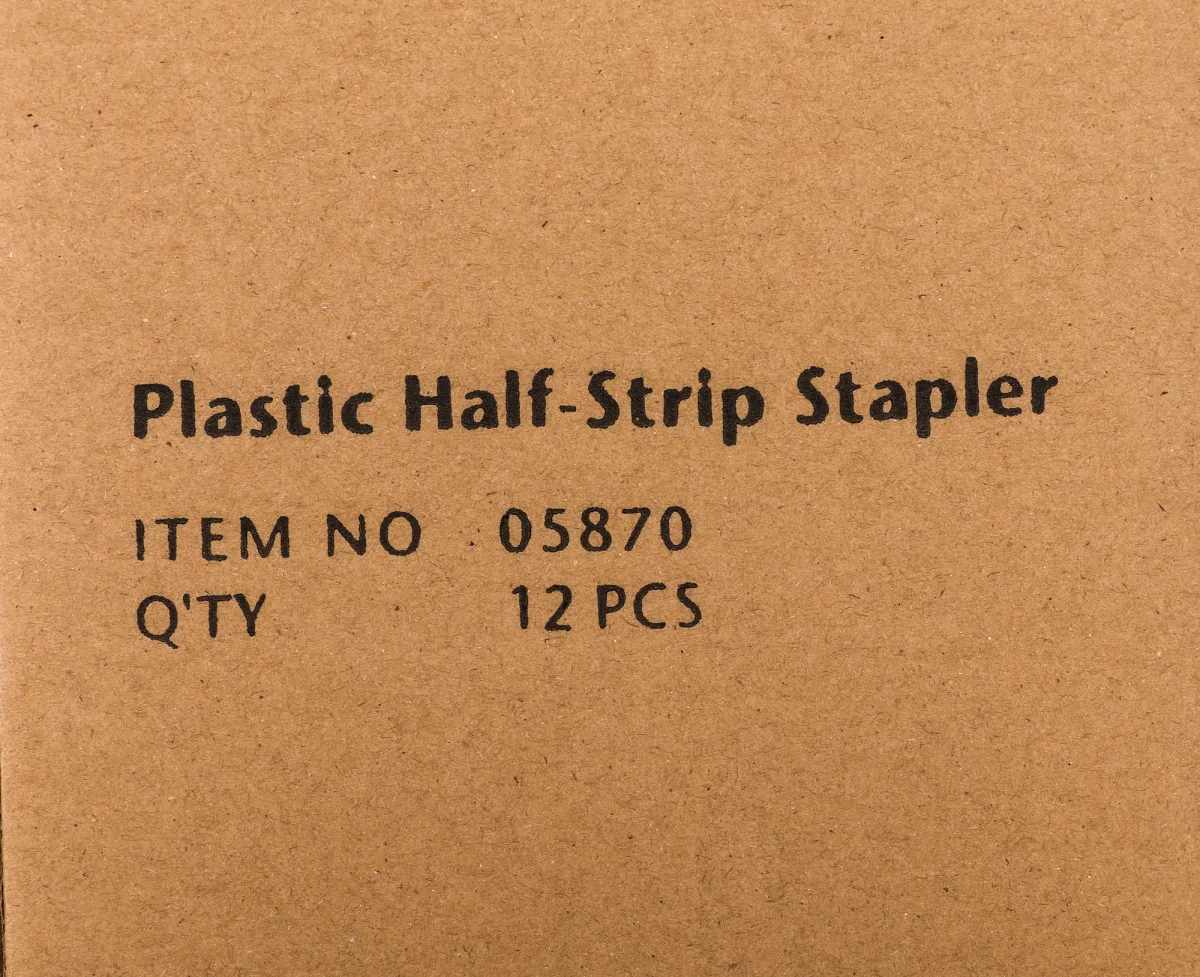 Plastic Half-Strip Stapler
ITEM NO 05870
Q'TY 12 PCS